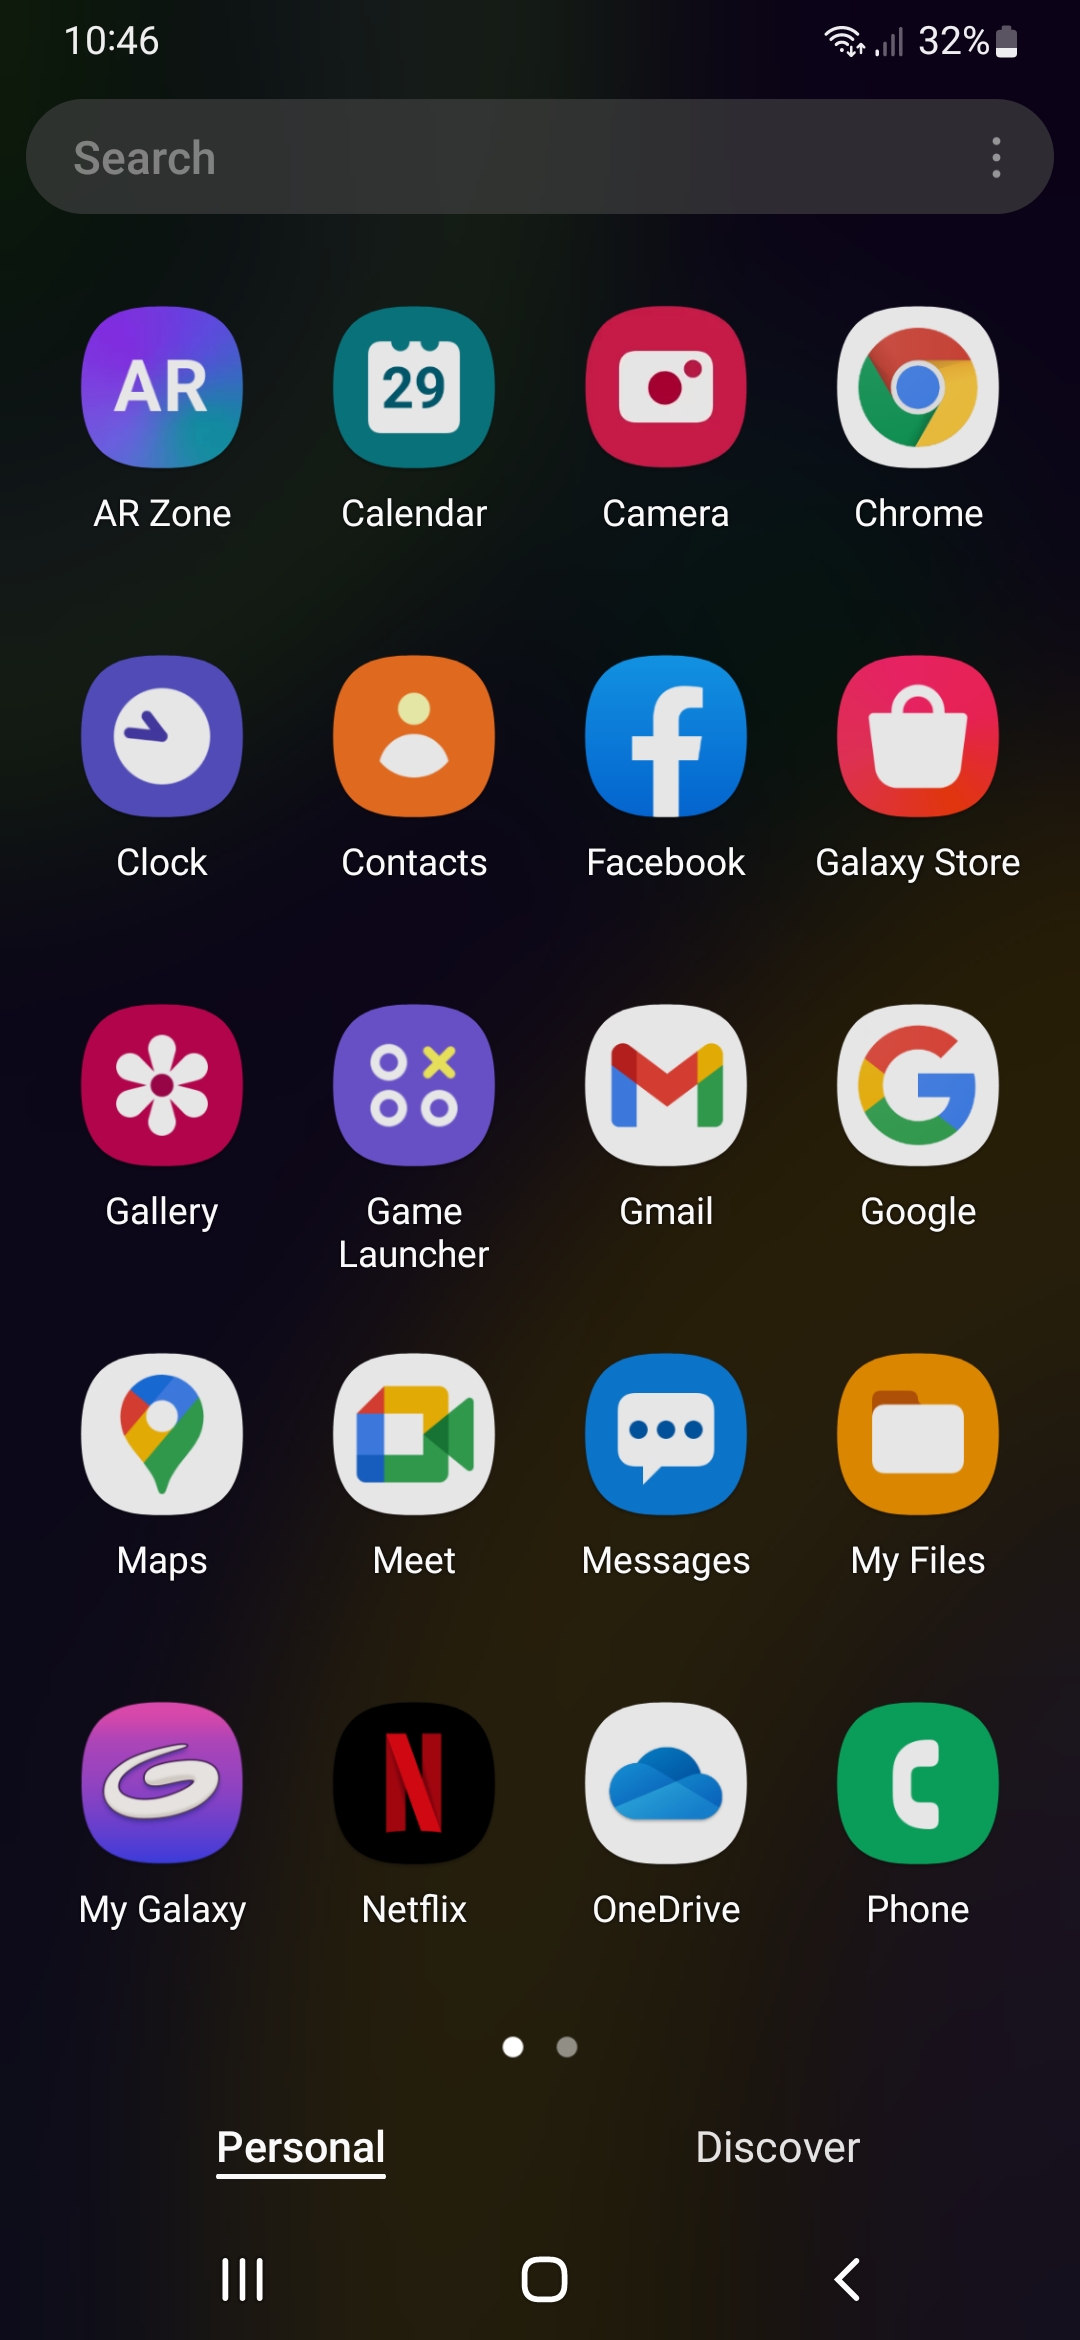 10:46 32%
Search
AR 29
AR Zone Calendar Camera Chrome
Clock Contacts Facebook Galaxy Store
Gallery Game Launcher Gmail Google
Maps Meet Messages My Files
My Galaxy Netflix OneDrive Phone
Personal Discover